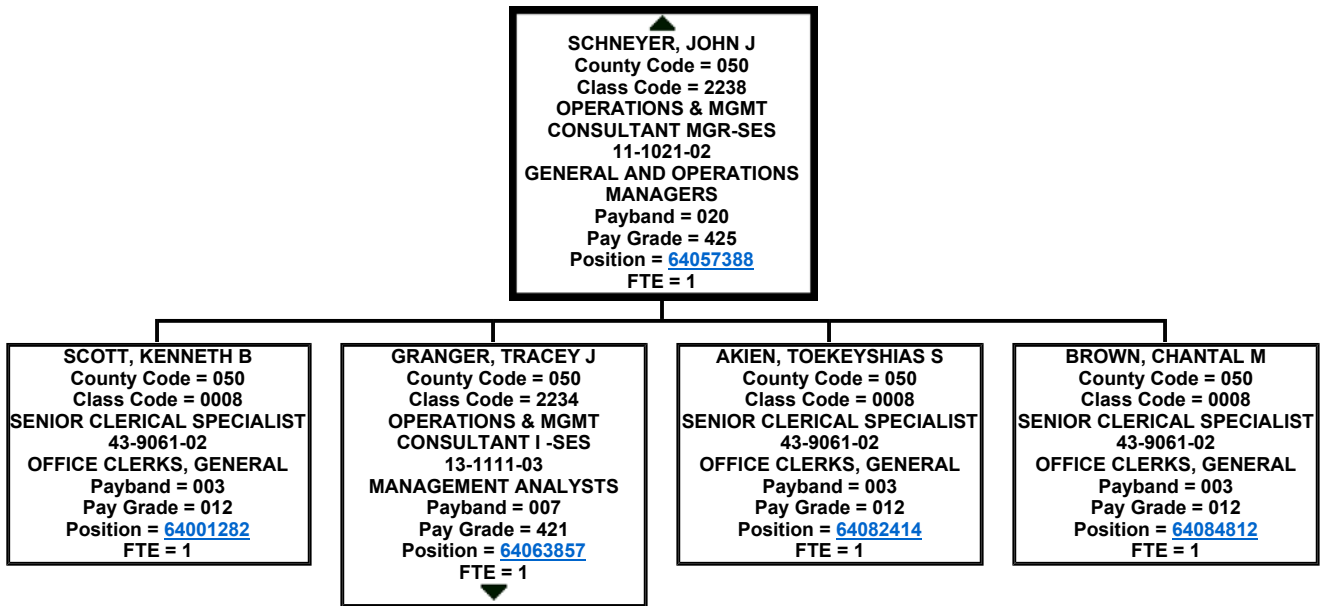 SCHNEYER, JOHN J
County Code = 050
Class Code = 2238
OPERATIONS & MGMT
CONSULTANT MGR-SES
11-1021-02
GENERAL AND OPERATIONS
MANAGERS
Payband = 020
Pay Grade = 425
Position = 64057388
FTE = 1
SCOTT, KENNETH B
County Code = 050
Class Code = 0008
SENIOR CLERICAL SPECIALIST
43-9061-02
OFFICE CLERKS, GENERAL
Payband = 003
Pay Grade = 012
Position = 64001282
FTE = 1
GRANGER, TRACEY J
County Code = 050
Class Code = 2234
OPERATIONS & MGMT
CONSULTANT I -SES
13-1111-03
MANAGEMENT ANALYSTS
Payband = 007
Pay Grade = 421
Position = 64063857
FTE = 1
AKIEN, TOEKEYSHIAS S
County Code = 050
Class Code = 0008
SENIOR CLERICAL SPECIALIST
43-9061-02
OFFICE CLERKS, GENERAL
Payband = 003
Pay Grade = 012
Position = 64082414
FTE = 1
BROWN, CHANTAL M
County Code = 050
Class Code = 0008
SENIOR CLERICAL SPECIALIST
43-9061-02
OFFICE CLERKS, GENERAL
Payband = 003
Pay Grade = 012
Position = 64084812
FTE = 1